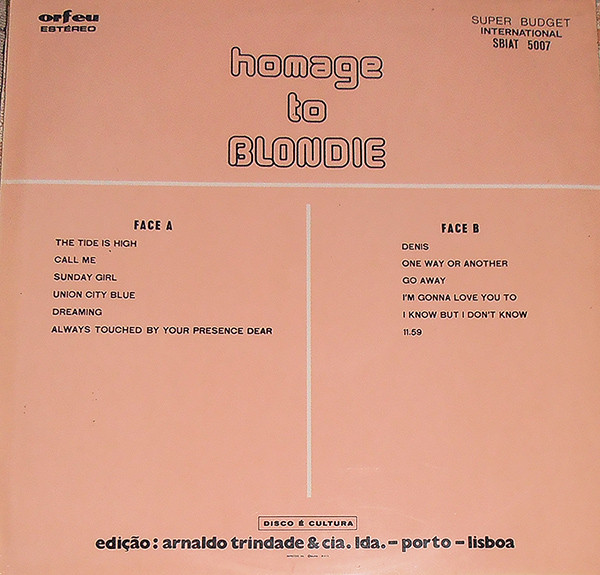 orfeu
ESTÉREO
SUPER BUDGET
INTERNATIONAL
SBIAT 5007
homage
to
BLONDIE
FACE A
THE TIDE IS HIGH
CALL ME
SUNDAY GIRL
UNION CITY BLUE
DREAMING
ALWAYS TOUCHED BY YOUR PRESENCE DEAR
FACE B
DENIS
ONE WAY OR ANOTHER
GO AWAY
I'M GONNA LOVE YOU TO
I KNOW BUT I DON'T KNOW
11.59
DISCO É CULTURA
edição: arnaldo trindade & cia. lda. - porto - lisboa